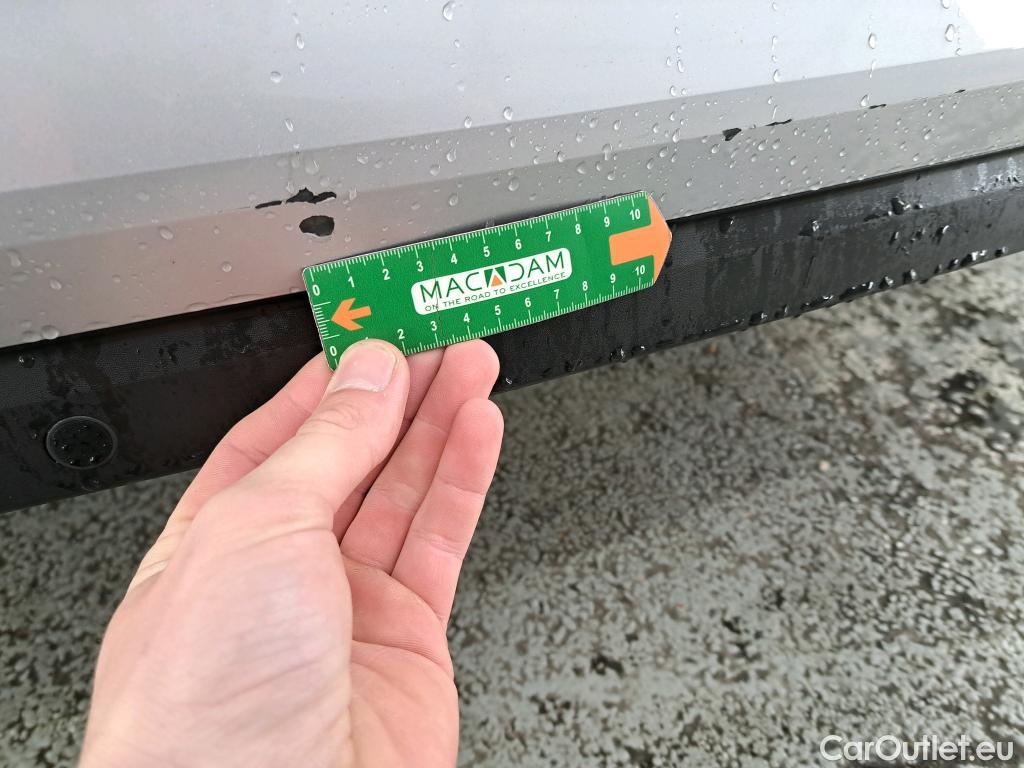 0 1 2 3 4 5 6 7 8 9 10
MACADAM
ON THE ROAD TO EXCELLENCE
0 2 3 4 5 6 7 8 9 10
CarOutlet.eu